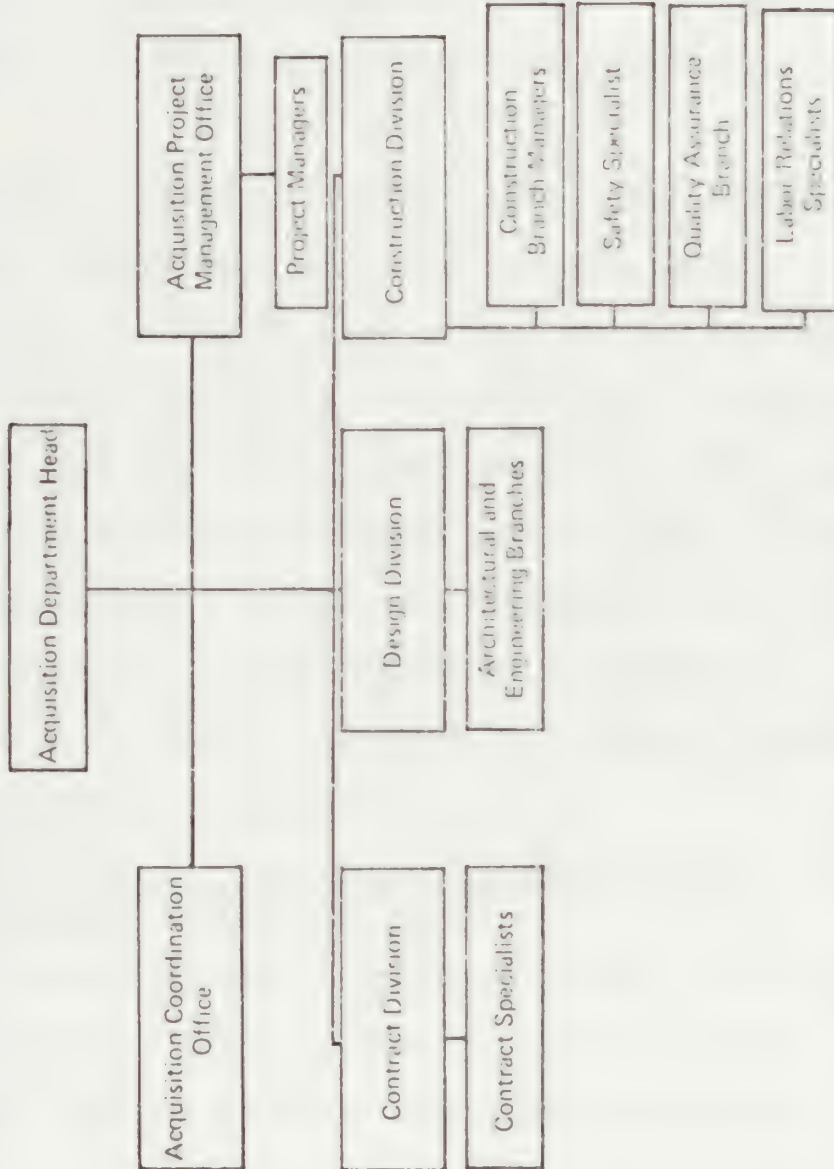 Acquisition Department Head
Acquisition Coordination
Office
Acquisition Project
Management Office
Project Managers
Contract Division
Contract Specialists
Design Division
Architectural and
Engineering Branches
Construction Division
Construction
Branch Managers
Safety Specialist
Quality Assurance
Branch
Labor Relations
Specialists